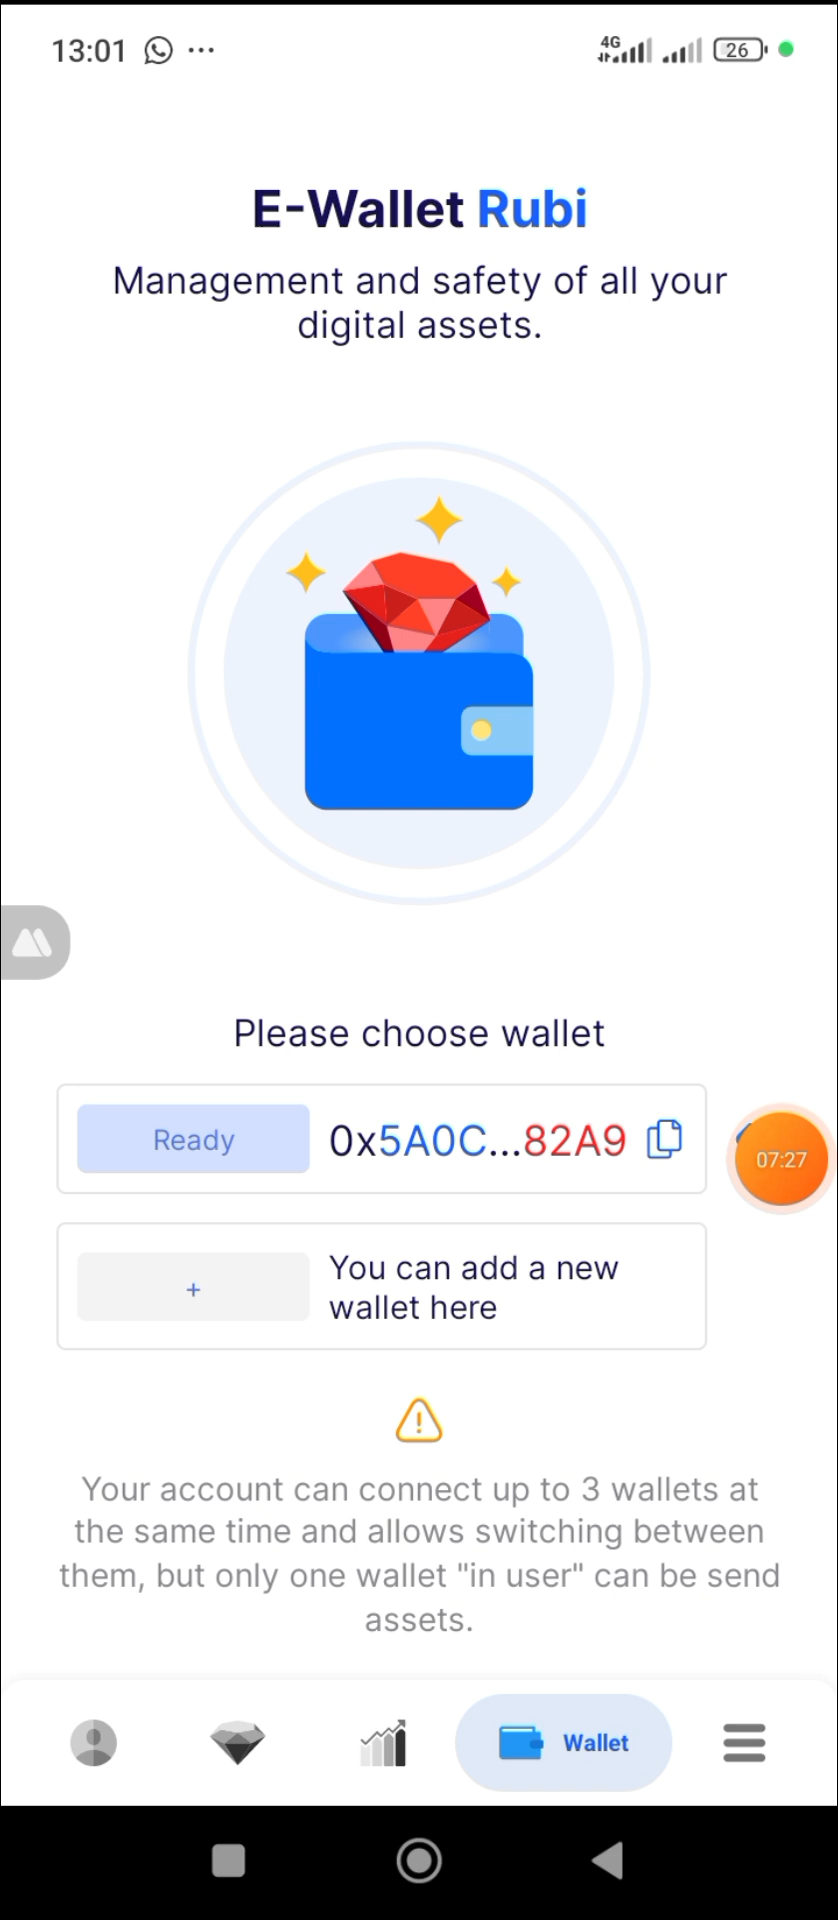 13:01
4G
26
E-Wallet Rubi
Management and safety of all your
digital assets.
Please choose wallet
Ready 0x5A0C...82A9
07:27
+
You can add a new
wallet here
Your account can connect up to 3 wallets at
the same time and allows switching between
them, but only one wallet "in user" can be send
assets.
Wallet